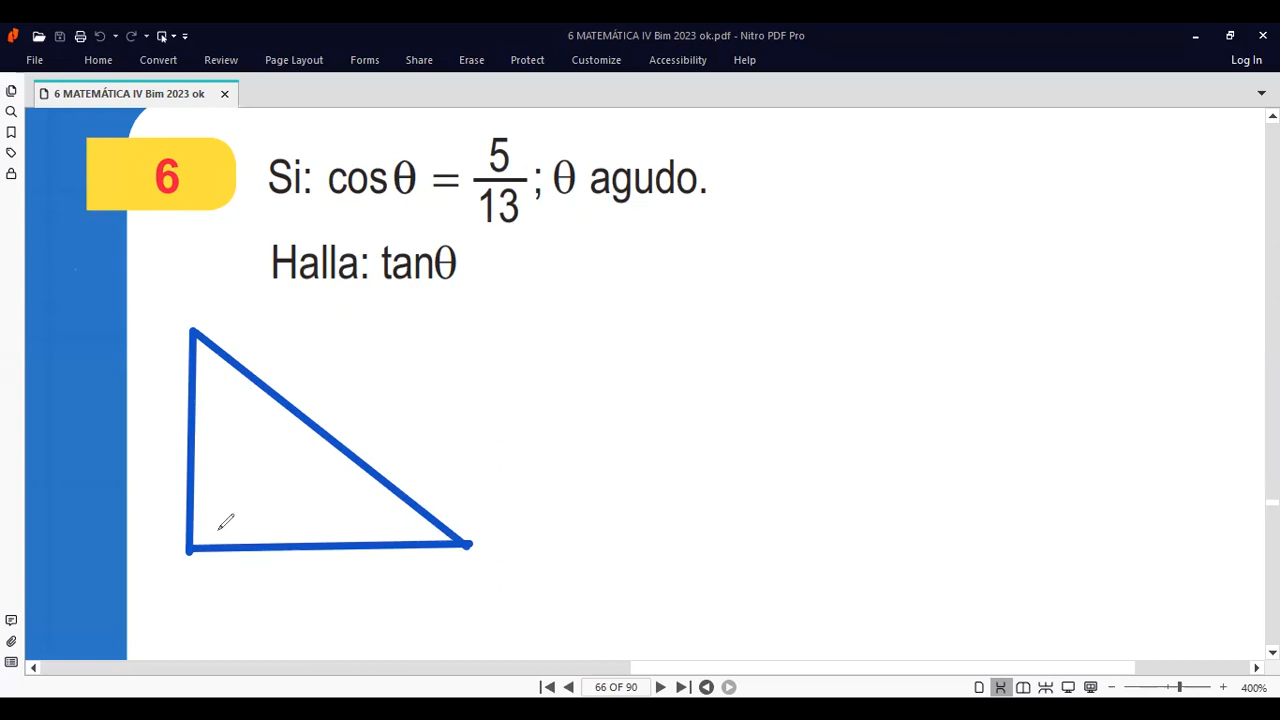 6 MATEMÁTICA IV Bim 2023 ok.pdf - Nitro PDF Pro
File Home Convert Review Page Layout Forms Share Erase Protect Customize Accessibility Help Log In
6 MATEMÁTICA IV Bim 2023 ok
6 Si: cosθ = 5/13 ; θ agudo.
Halla: tanθ
66 OF 90
400%